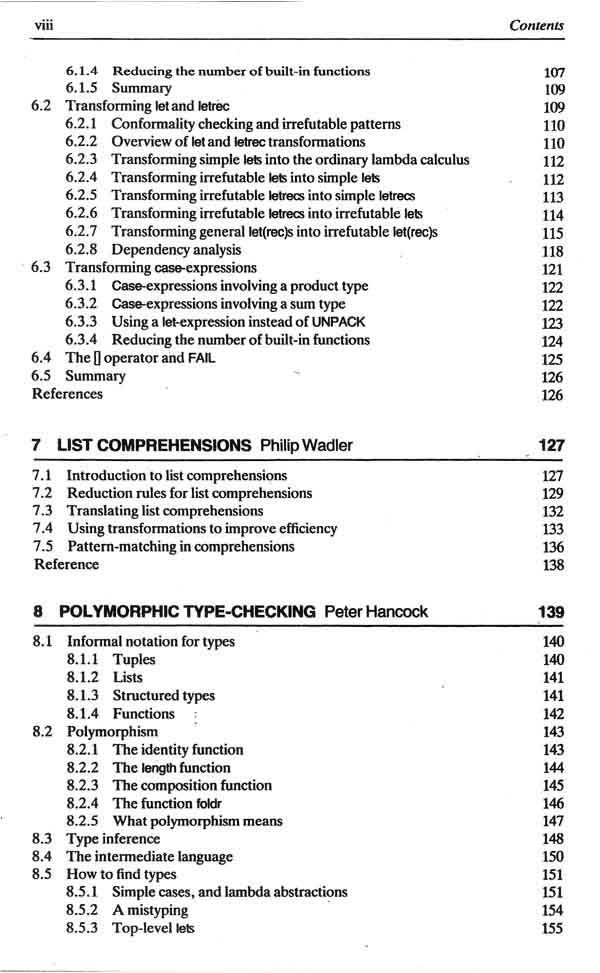 viii Contents
6.1.4 Reducing the number of built-in functions 107
6.1.5 Summary 109
6.2 Transforming let and letrec 109
6.2.1 Conformality checking and irrefutable patterns 110
6.2.2 Overview of let and letrec transformations 110
6.2.3 Transforming simple lets into the ordinary lambda calculus 112
6.2.4 Transforming irrefutable lets into simple lets 112
6.2.5 Transforming irrefutable letrecs into simple letrecs 113
6.2.6 Transforming irrefutable letrecs into irrefutable lets 114
6.2.7 Transforming general let(rec)s into irrefutable let(rec)s 115
6.2.8 Dependency analysis 118
6.3 Transforming case-expressions 121
6.3.1 Case-expressions involving a product type 122
6.3.2 Case-expressions involving a sum type 122
6.3.3 Using a let-expression instead of UNPACK 123
6.3.4 Reducing the number of built-in functions 124
6.4 The [] operator and FAIL 125
6.5 Summary 126
References 126
7 LIST COMPREHENSIONS Philip Wadler 127
7.1 Introduction to list comprehensions 127
7.2 Reduction rules for list comprehensions 129
7.3 Translating list comprehensions 132
7.4 Using transformations to improve efficiency 133
7.5 Pattern-matching in comprehensions 136
Reference 138
8 POLYMORPHIC TYPE-CHECKING Peter Hancock 139
8.1 Informal notation for types 140
8.1.1 Tuples 140
8.1.2 Lists 141
8.1.3 Structured types 141
8.1.4 Functions 142
8.2 Polymorphism 143
8.2.1 The identity function 143
8.2.2 The length function 144
8.2.3 The composition function 145
8.2.4 The function foldr 146
8.2.5 What polymorphism means 147
8.3 Type inference 148
8.4 The intermediate language 150
8.5 How to find types 151
8.5.1 Simple cases, and lambda abstractions 151
8.5.2 A mistyping 154
8.5.3 Top-level lets 155